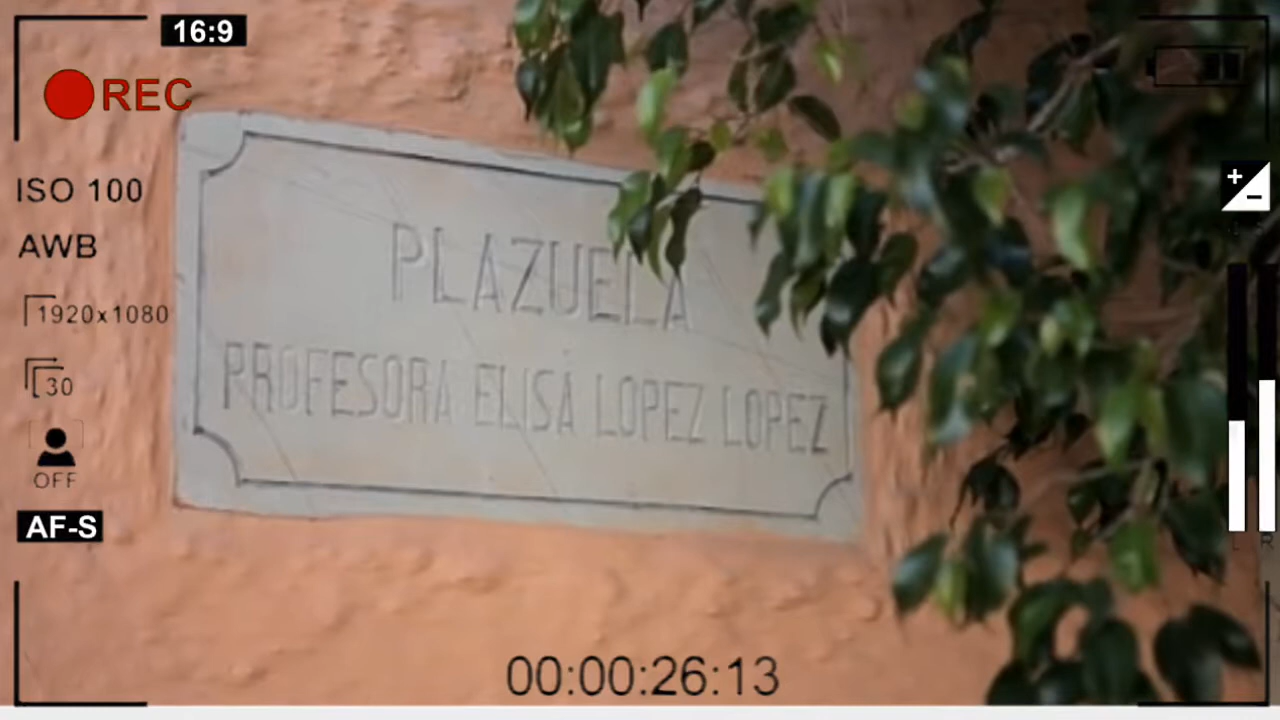 16:9
REC
ISO 100
AWB
1920x1080
30
OFF
AF-S
PLAZUELA
PROFESORA ELISA LOPEZ LOPEZ
L R
00:00:26:13